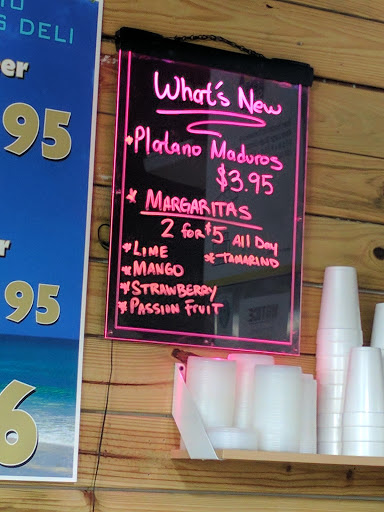 S DELI
er
95
r
95
6
What's New
* Platano Maduros
$3.95
* MARGARITAS
2 for $5 All Day
* LIME
* TAMARIND
* MANGO
* STRAWBERRY
* PASSION FRUIT